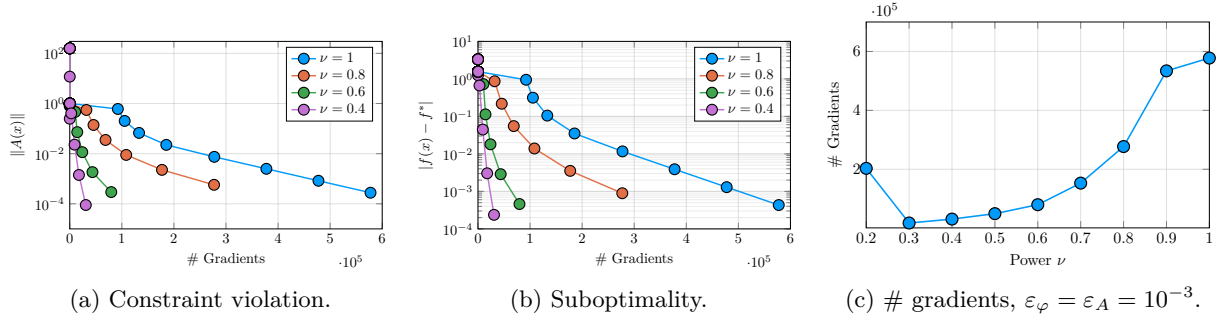 10^2
10^0
10^{-2}
10^{-4}
‖A(x)‖
0 1 2 3 4 5 6
# Gradients
·10^5
ν = 1
ν = 0.8
ν = 0.6
ν = 0.4
(a) Constraint violation.
10^1
10^0
10^{-1}
10^{-2}
10^{-3}
10^{-4}
|f(x) − f*|
0 1 2 3 4 5 6
# Gradients
·10^5
ν = 1
ν = 0.8
ν = 0.6
ν = 0.4
(b) Suboptimality.
·10^5
6
4
2
# Gradients
0.2 0.3 0.4 0.5 0.6 0.7 0.8 0.9 1
Power ν
(c) # gradients, ε_φ = ε_A = 10^{-3}.